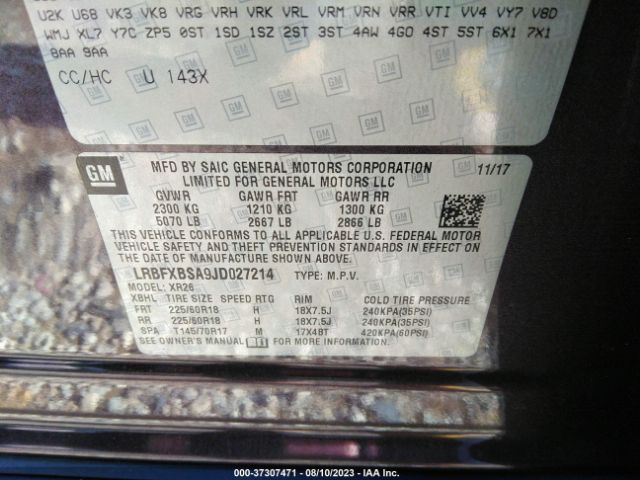 U2K U6B VK3 VK8 VRG VRH VRK VRL VRM VRN VRR VTI VV4 VY7 V8D
WMJ XL7 Y7C ZP5 0ST 1SD 1SZ 2ST 3ST 4AW 4GO 4ST 5ST 6X1 7X1
8AA 9AA
CC/HC U 143X
GM
MFD BY SAIC GENERAL MOTORS CORPORATION 11/17
LIMITED FOR GENERAL MOTORS LLC
GVWR GAWR FRT GAWR RR
2300 KG 1210 KG 1300 KG
5070 LB 2667 LB 2866 LB
THIS VEHICLE CONFORMS TO ALL APPLICABLE U.S. FEDERAL MOTOR
VEHICLE SAFETY AND THEFT PREVENTION STANDARDS IN EFFECT ON
THE DATE OF MANUFACTURE SHOWN ABOVE.
LRBFXBSA9JD027214 TYPE: M.P.V.
MODEL: XR26
XBHL TIRE SIZE SPEED RTG RIM COLD TIRE PRESSURE
FRT 225/60R18 H 18X7.5J 240KPA(35PSI)
RR 225/60R18 H 18X7.5J 240KPA(35PSI)
SPA T145/70R17 M 17X4BT 420KPA(60PSI)
SEE OWNER'S MANUAL FOR MORE INFORMATION.
000-37307471 - 08/10/2023 - IAA Inc.